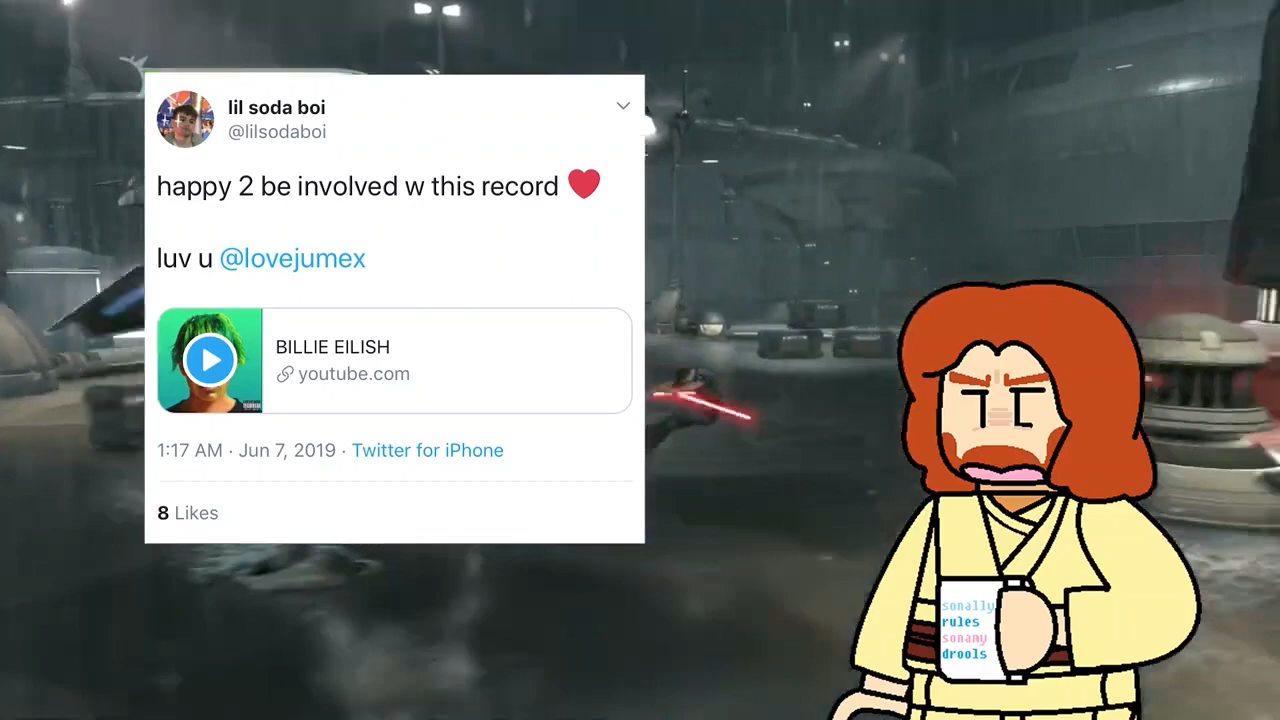 lil soda boi
@lilsodaboi
happy 2 be involved w this record ❤️
luv u @lovejumex
BILLIE EILISH
youtube.com
1:17 AM · Jun 7, 2019 · Twitter for iPhone
8 Likes
sonally
rules
sonamy
drools